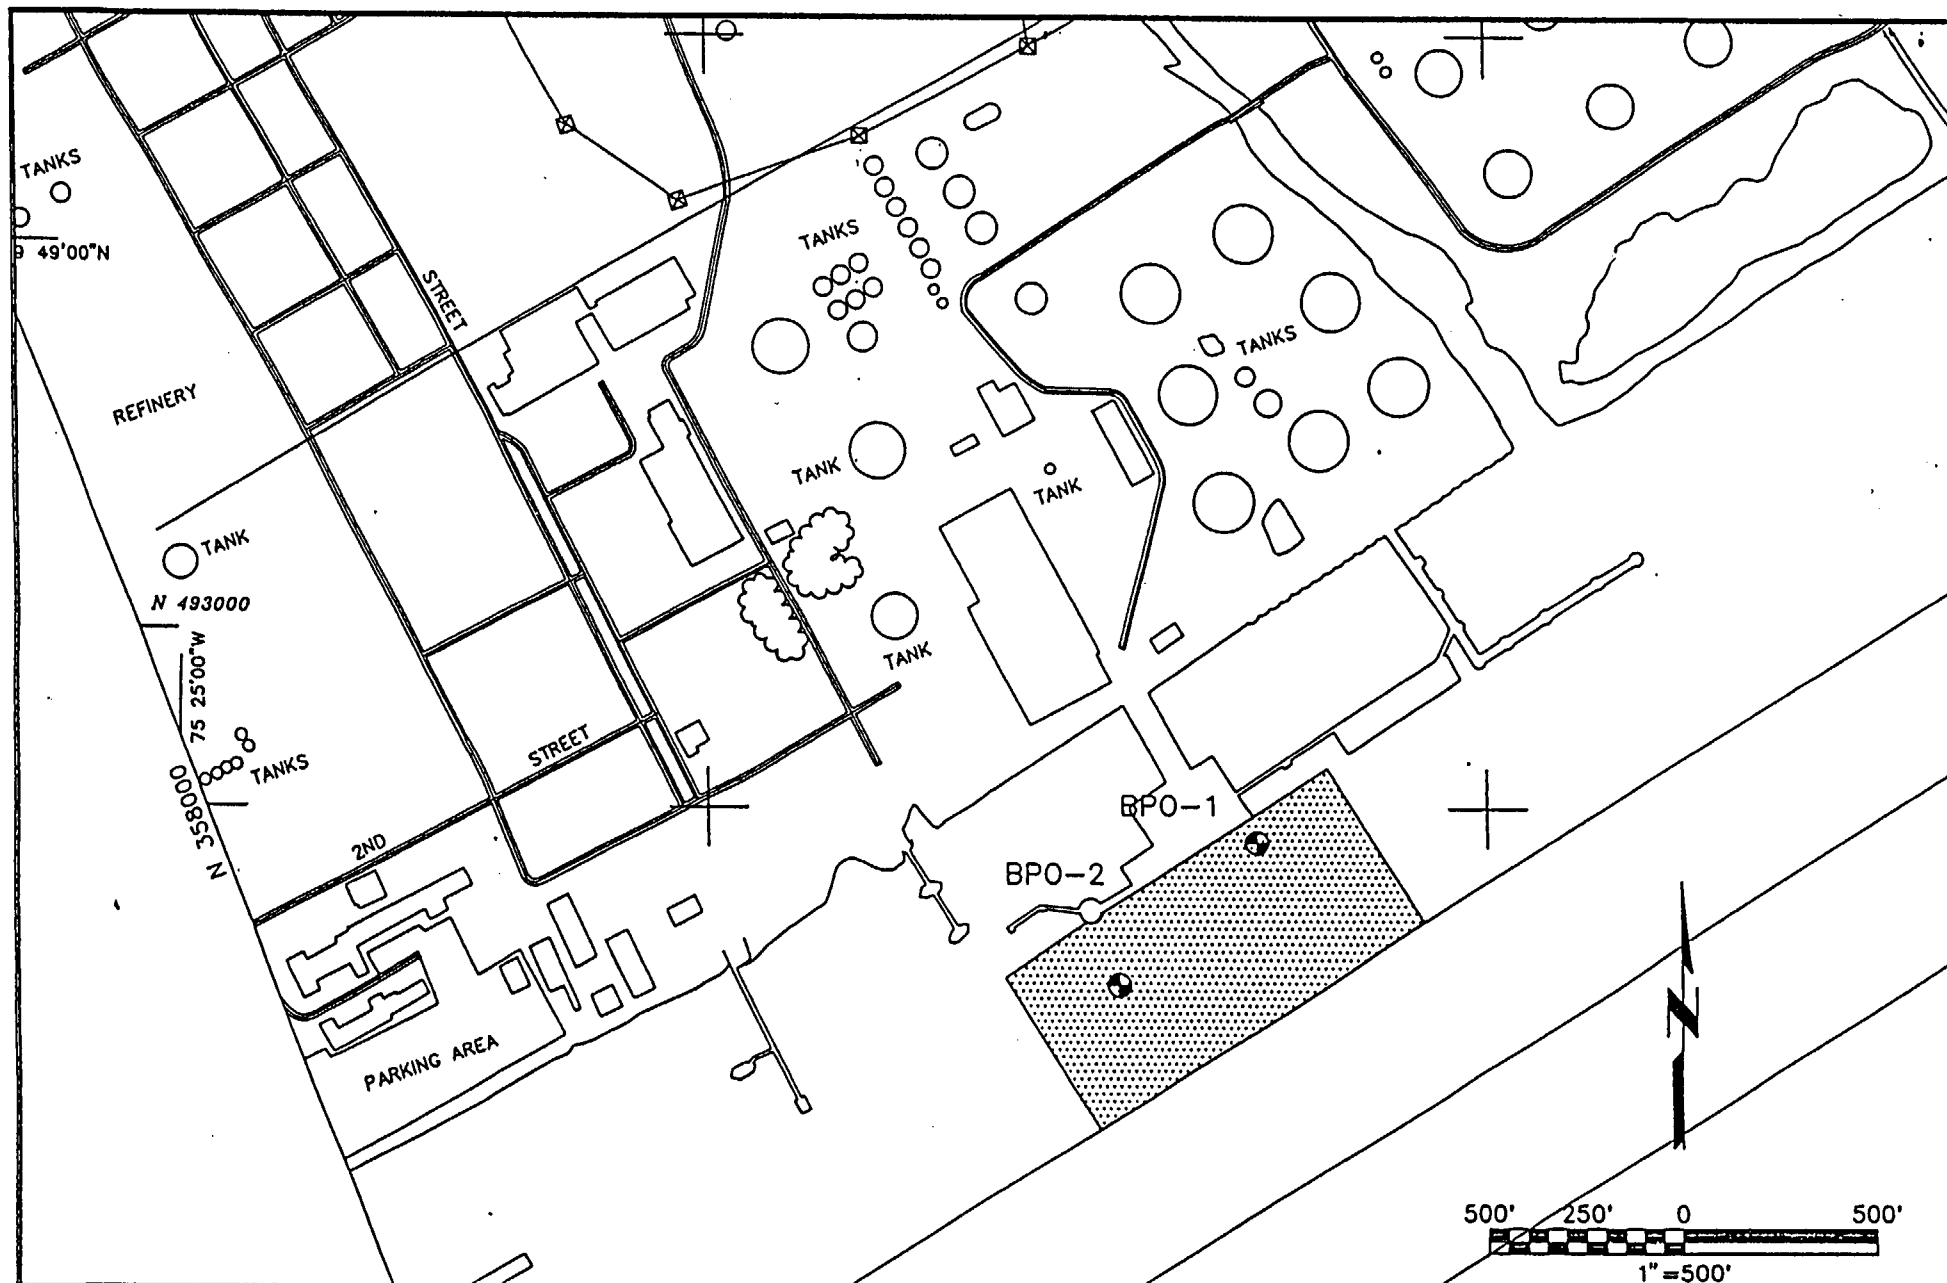 TANKS
9 49'00"N
STREET
TANKS
TANKS
REFINERY
TANK
TANK
TANK
N 493000
75 25'00"W
TANK
STREET
TANKS
N 358000
2ND
BPO-1
BPO-2
PARKING AREA
N
500' 250' 0 500'
1"=500'